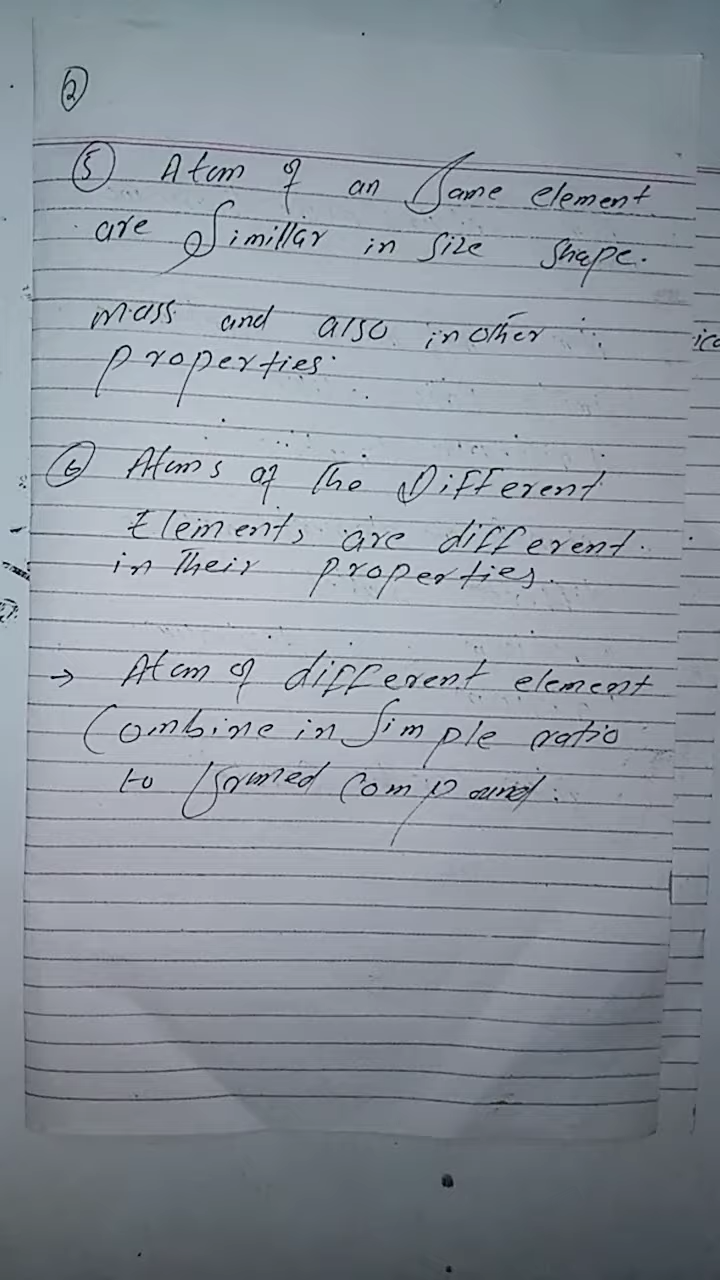 2
5 Atom of an Same element
are Simillar in Size Shape.
mass and also in other
properties
6 Atoms of the Different
Elements are different.
in Their properties.
→ Atom of different element
Combine in Simple ratio
to formed Compound.